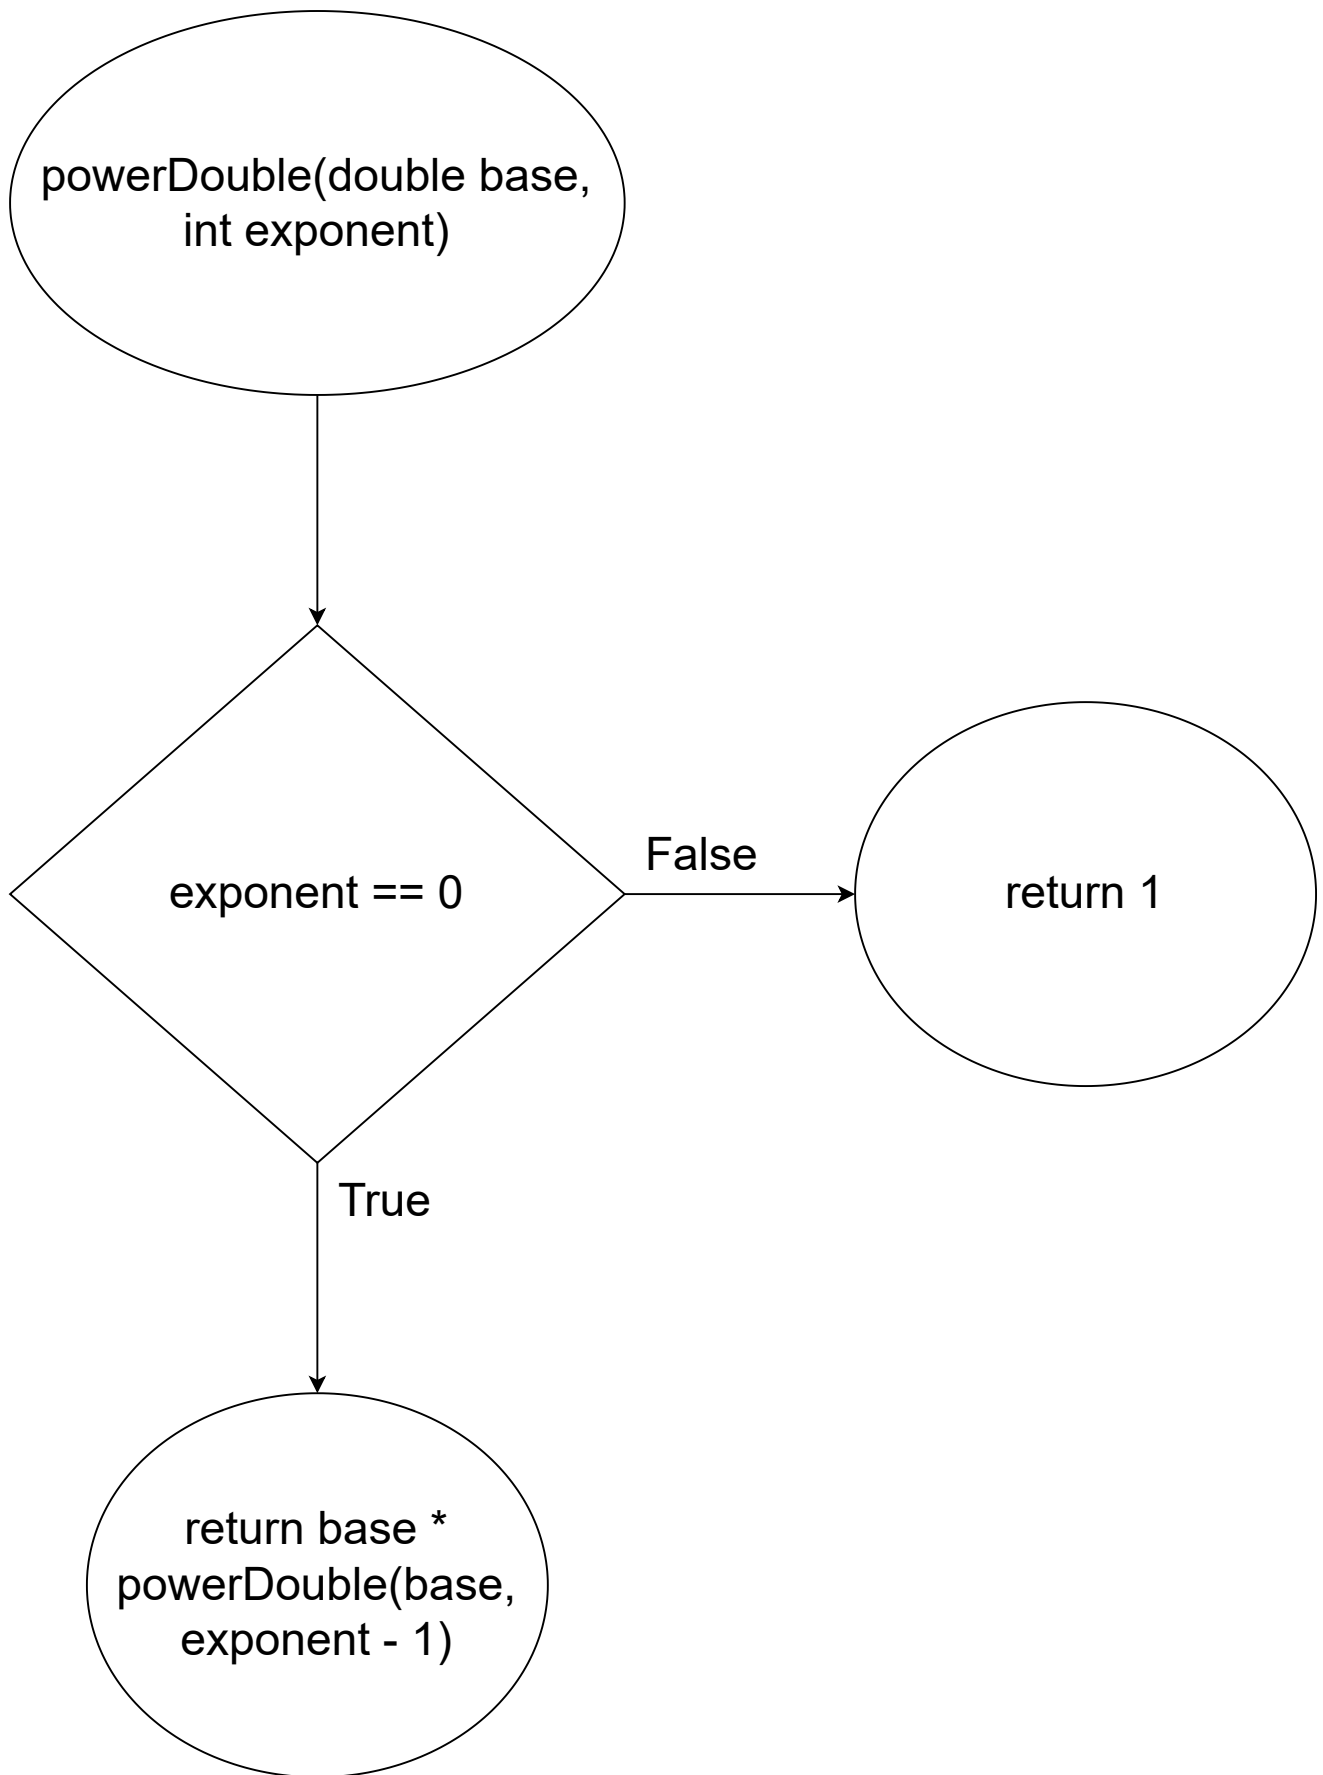 powerDouble(double base,
int exponent)
exponent == 0
False
return 1
True
return base *
powerDouble(base,
exponent - 1)